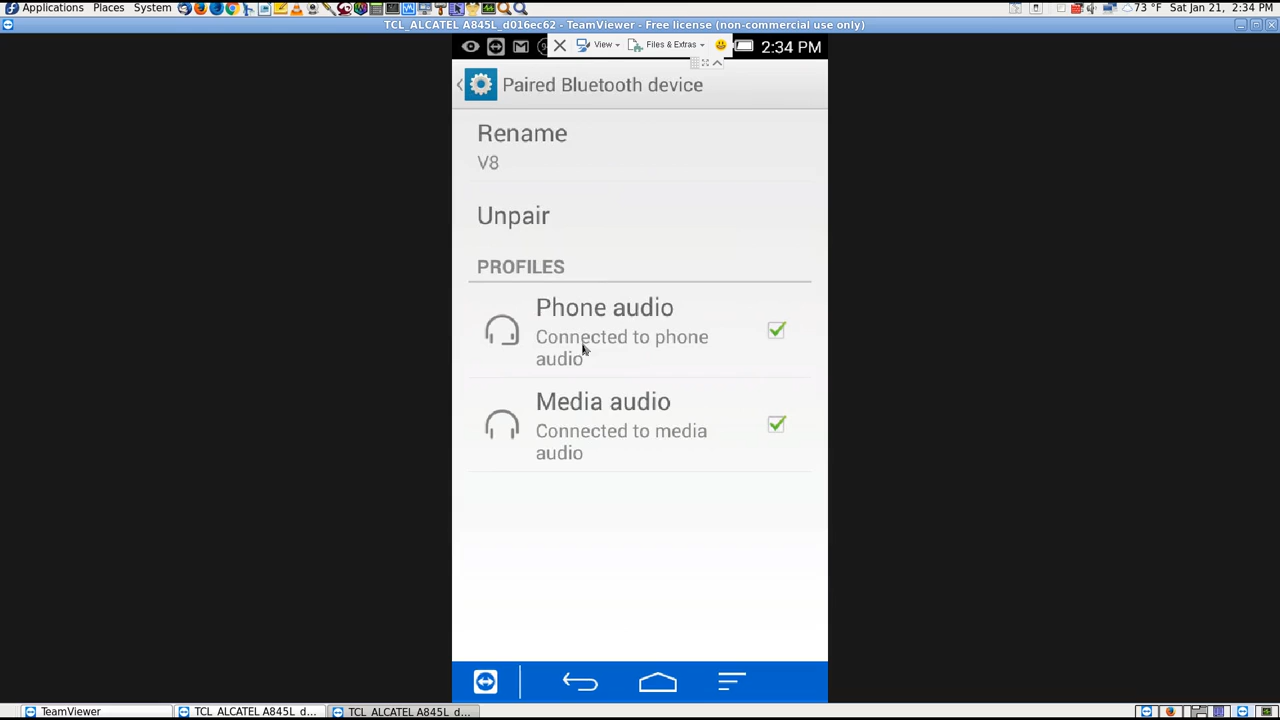 Applications Places System 73 °F Sat Jan 21, 2:34 PM
TCL_ALCATEL A845L_d016ec62 - TeamViewer - Free license (non-commercial use only)
View Files & Extras 2:34 PM
Paired Bluetooth device
Rename
V8
Unpair
PROFILES
Phone audio
Connected to phone
audio
Media audio
Connected to media
audio
TeamViewer TCL_ALCATEL A845L_d... TCL_ALCATEL A845L_d...